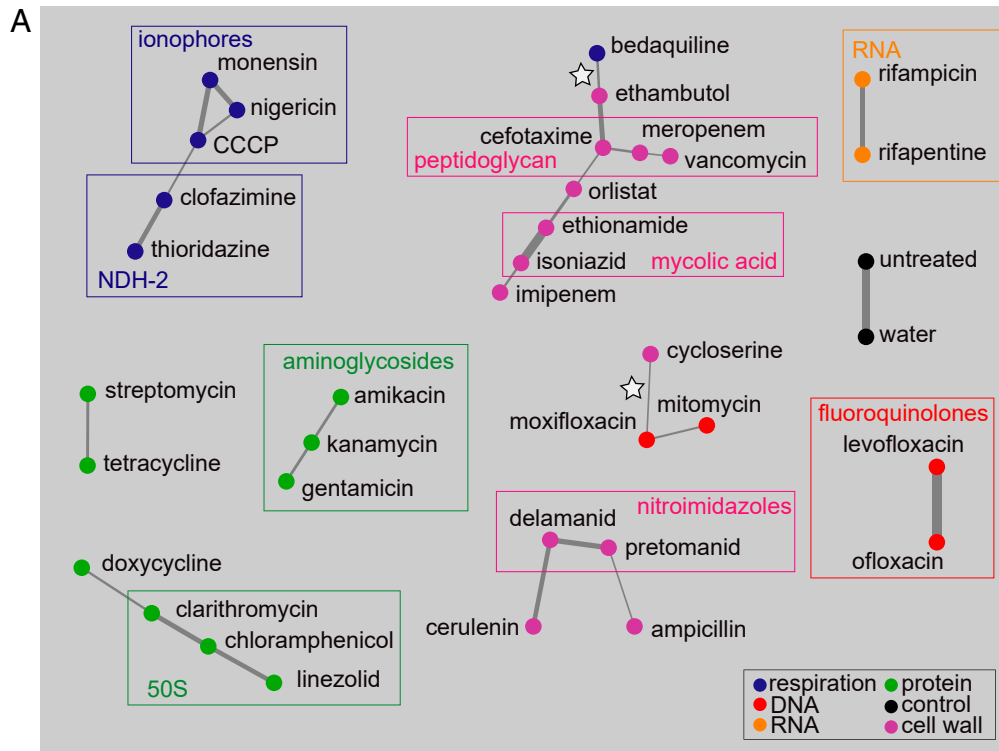 A
ionophores
monensin
nigericin
CCCP
clofazimine
thioridazine
NDH-2
bedaquiline
ethambutol
cefotaxime
meropenem
peptidoglycan
vancomycin
orlistat
ethionamide
isoniazid
mycolic acid
imipenem
RNA
rifampicin
rifapentine
untreated
water
streptomycin
tetracycline
aminoglycosides
amikacin
kanamycin
gentamicin
cycloserine
moxifloxacin
mitomycin
fluoroquinolones
levofloxacin
ofloxacin
doxycycline
clarithromycin
chloramphenicol
linezolid
50S
nitroimidazoles
delamanid
pretomanid
cerulenin
ampicillin
respiration
protein
DNA
control
RNA
cell wall